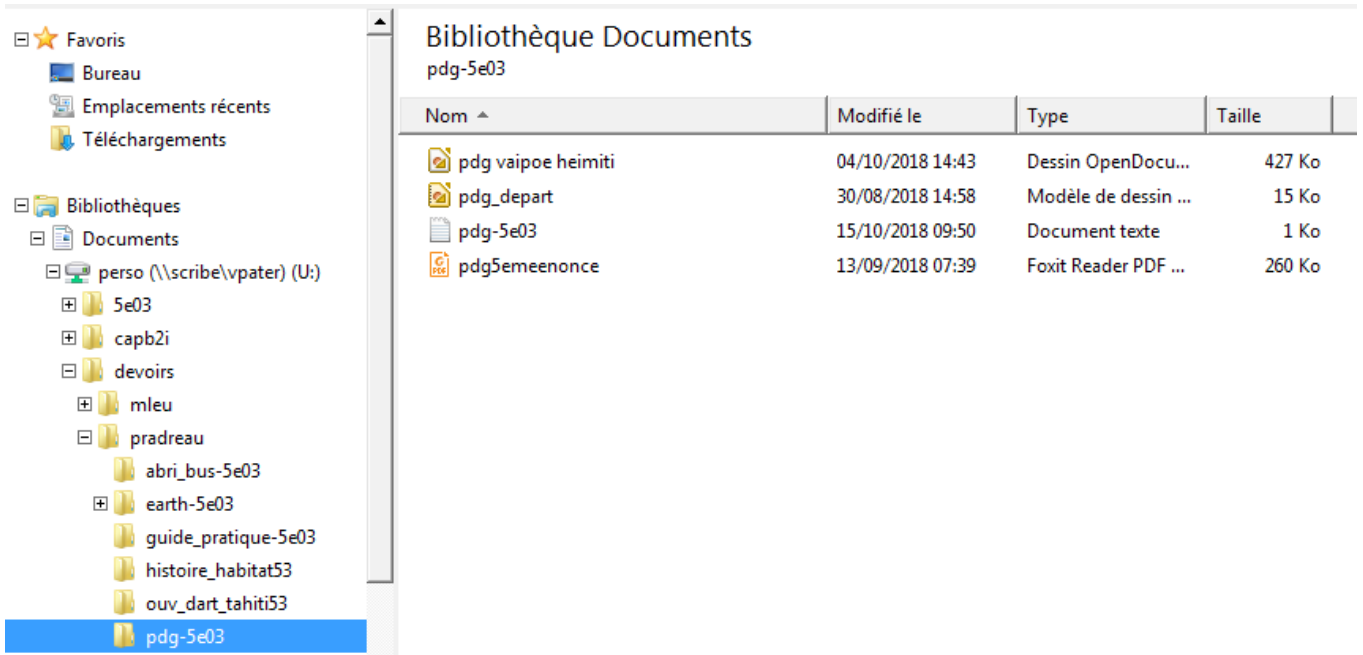 Favoris
Bureau
Emplacements récents
Téléchargements
Bibliothèques
Documents
perso (\\scribe\vpater) (U:)
5e03
capb2i
devoirs
mleu
pradreau
abri_bus-5e03
earth-5e03
guide_pratique-5e03
histoire_habitat53
ouv_dart_tahiti53
pdg-5e03
Bibliothèque Documents
pdg-5e03
Nom Modifié le Type Taille
pdg vaipoe heimiti 04/10/2018 14:43 Dessin OpenDocu... 427 Ko
pdg_depart 30/08/2018 14:58 Modèle de dessin ... 15 Ko
pdg-5e03 15/10/2018 09:50 Document texte 1 Ko
pdg5emeenonce 13/09/2018 07:39 Foxit Reader PDF ... 260 Ko